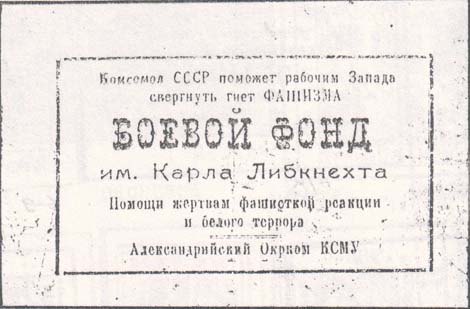 Комсомол СССР поможет рабочим Запада
свергнуть гнет ФАШИЗМА
БОЕВОЙ ФОНД
им. Карла Либкнехта
Помощи жертвам фашисткой реакции
и белого террора
Александрийский Окрком КСМУ